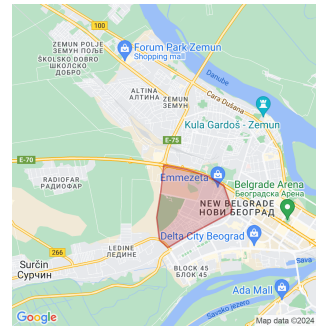 100
ZEMUN POLJE
ЗЕМУН ПОЉЕ
Forum Park Zemun
Shopping mall
ŠKOLSKO DOBRO
ШКОЛСКО
ДОБРО
Danube
ALTINA
АЛТИНА
ZEMUN
ЗЕМУН
Cara Dušana
Kula Gardoš - Zemun
E-75
E-70
RADIOFAR
РАДИОФАР
Emmezeta
Belgrade Arena
Београдска Арена
NEW BELGRADE
НОВИ БЕОГРАД
Delta City Beograd
LEDINE
ЛЕДИНЕ
266
Surčin
Сурчин
BLOCK 45
БЛОК 45
Sava
Ada Mall
Savsko jezero
Google
Map data ©2024